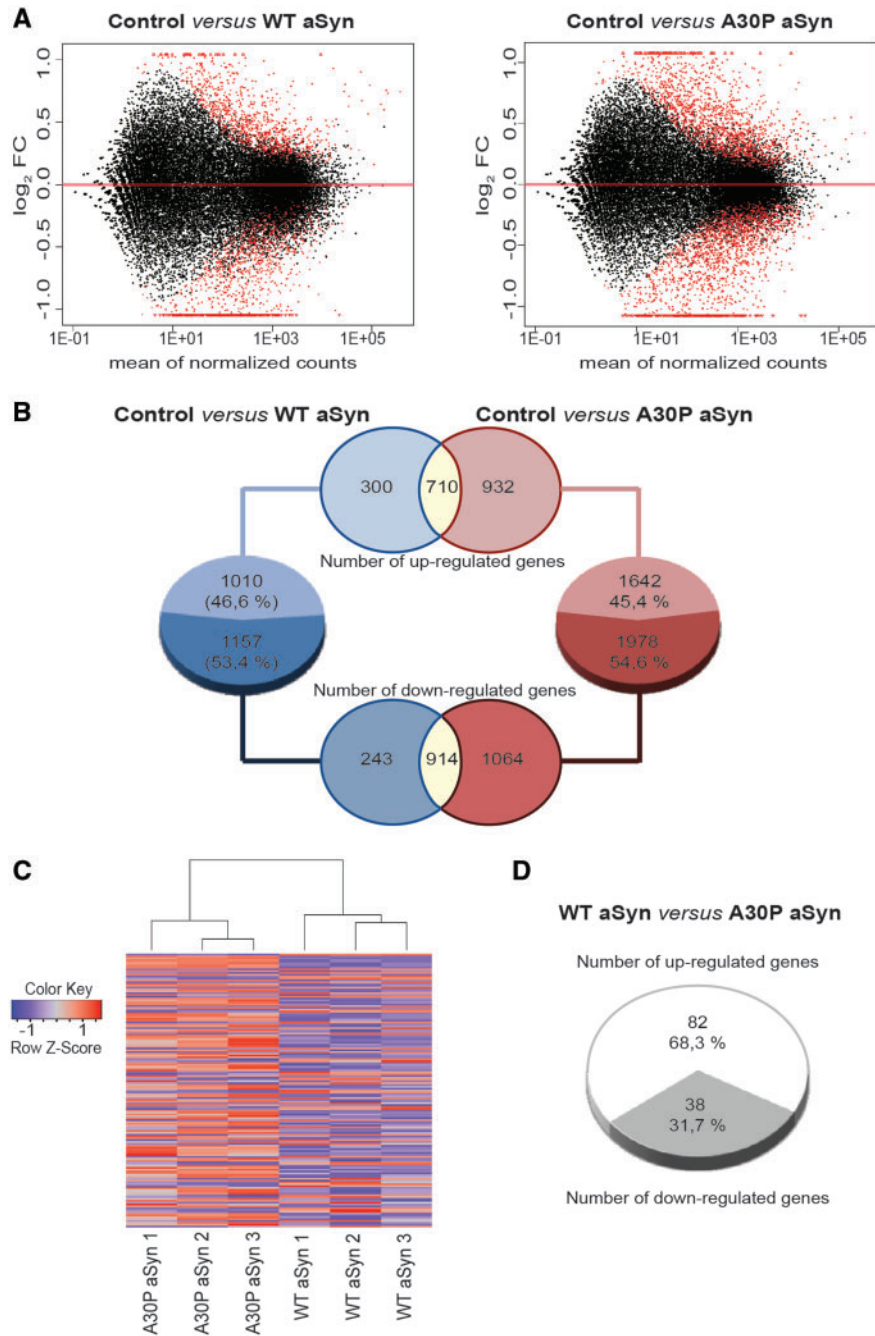 A
Control versus WT aSyn
Control versus A30P aSyn
log2 FC
1.0
0.5
0.0
-0.5
-1.0
1E-01
1E+01
1E+03
1E+05
mean of normalized counts
log2 FC
1.0
0.5
0.0
-0.5
-1.0
1E-01
1E+01
1E+03
1E+05
mean of normalized counts
B
Control versus WT aSyn
Control versus A30P aSyn
300
710
932
Number of up-regulated genes
1010
(46,6 %)
1157
(53,4 %)
1642
45,4 %
1978
54,6 %
Number of down-regulated genes
243
914
1064
C
Color Key
-1
1
Row Z-Score
A30P aSyn 1
A30P aSyn 2
A30P aSyn 3
WT aSyn 1
WT aSyn 2
WT aSyn 3
D
WT aSyn versus A30P aSyn
Number of up-regulated genes
82
68,3 %
38
31,7 %
Number of down-regulated genes